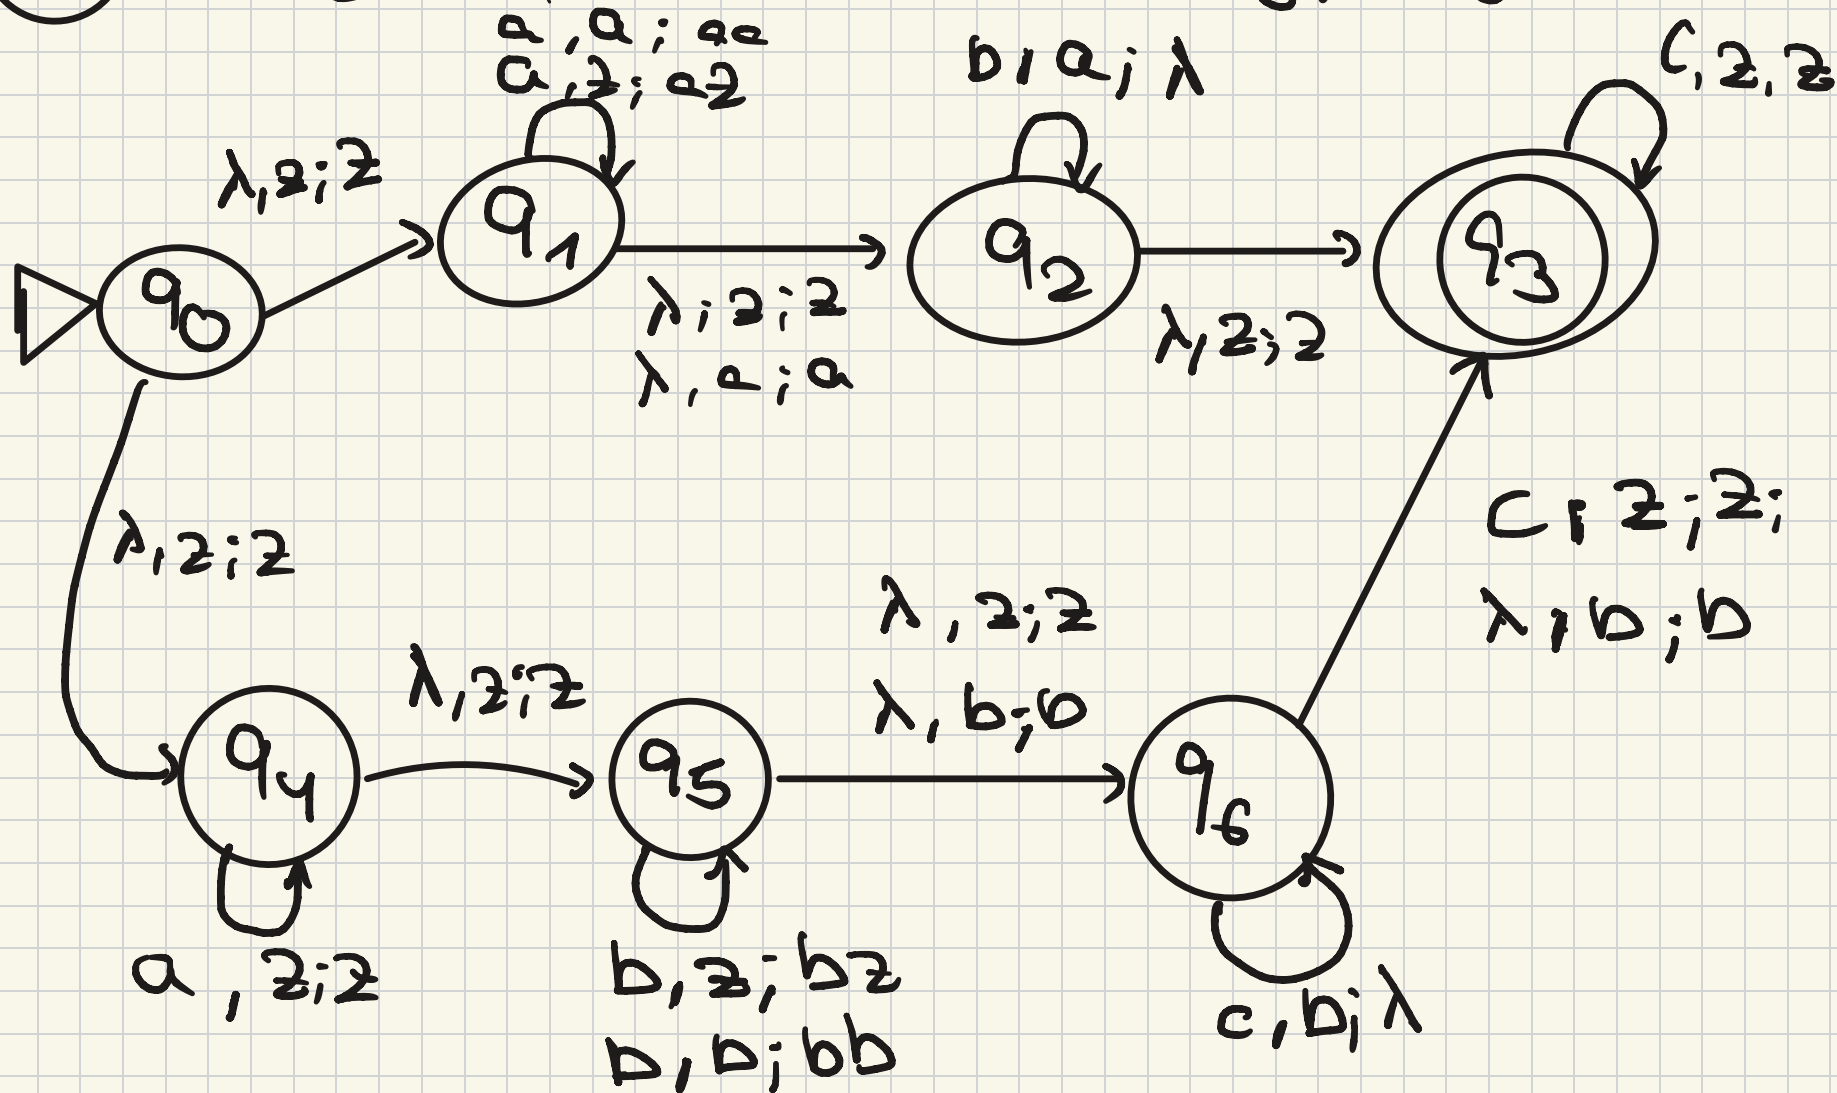 a, a; aa
a, z; az
b, a; λ
c, z, z
λ, z; z
q0
q1
q2
q3
λ; z; z
λ, a; a
λ, z; z
λ, z; z
c, z; z;
λ, b; b
λ, z; z
λ, z; z
λ, b; b
q4
q5
q6
a, z; z
b, z; bz
b, b; bb
c, b; λ